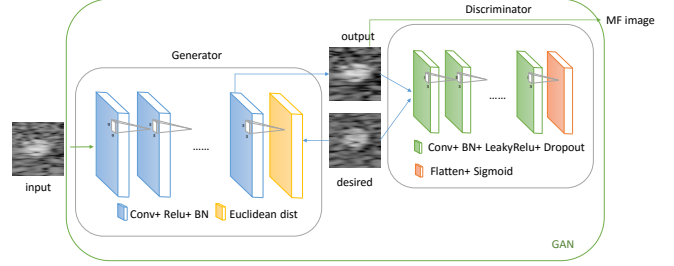 Discriminator
MF image
output
Generator
......
......
Conv+ BN+ LeakyRelu+ Dropout
Flatten+ Sigmoid
input
desired
Conv+ Relu+ BN
Euclidean dist
GAN